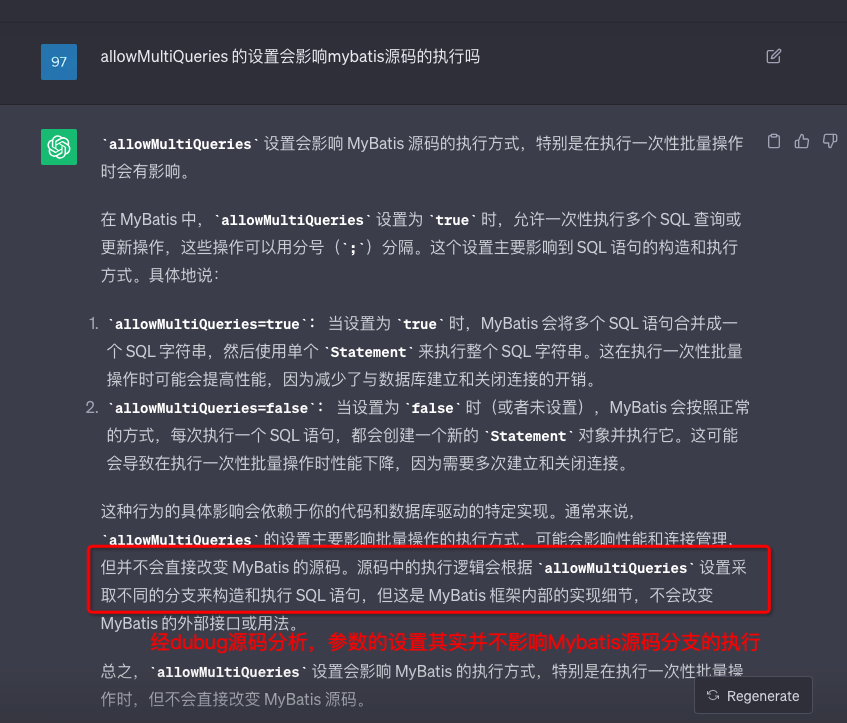 97
allowMultiQueries 的设置会影响mybatis源码的执行吗
`allowMultiQueries` 设置会影响 MyBatis 源码的执行方式，特别是在执行一次性批量操作
时会有影响。
在 MyBatis 中，`allowMultiQueries` 设置为 `true` 时，允许一次性执行多个 SQL 查询或
更新操作，这些操作可以用分号（`;`）分隔。这个设置主要影响到 SQL 语句的构造和执行
方式。具体地说：
1. `allowMultiQueries=true`： 当设置为 `true` 时，MyBatis 会将多个 SQL 语句合并成一
个 SQL 字符串，然后使用单个 `Statement` 来执行整个 SQL 字符串。这在执行一次性批量
操作时可能会提高性能，因为减少了与数据库建立和关闭连接的开销。
2. `allowMultiQueries=false`： 当设置为 `false` 时（或者未设置），MyBatis 会按照正常
的方式，每次执行一个 SQL 语句，都会创建一个新的 `Statement` 对象并执行它。这可能
会导致在执行一次性批量操作时性能下降，因为需要多次建立和关闭连接。
这种行为的具体影响会依赖于你的代码和数据库驱动的特定实现。通常来说，
`allowMultiQueries` 的设置主要影响批量操作的执行方式，可能会影响性能和连接管理，
但并不会直接改变 MyBatis 的源码。源码中的执行逻辑会根据 `allowMultiQueries` 设置采
取不同的分支来构造和执行 SQL 语句，但这是 MyBatis 框架内部的实现细节，不会改变
MyBatis 的外部接口或用法。
经dubug源码分析，参数的设置其实并不影响Mybatis源码分支的执行
总之，`allowMultiQueries` 设置会影响 MyBatis 的执行方式，特别是在执行一次性批量操
作时，但不会直接改变 MyBatis 源码。
Regenerate